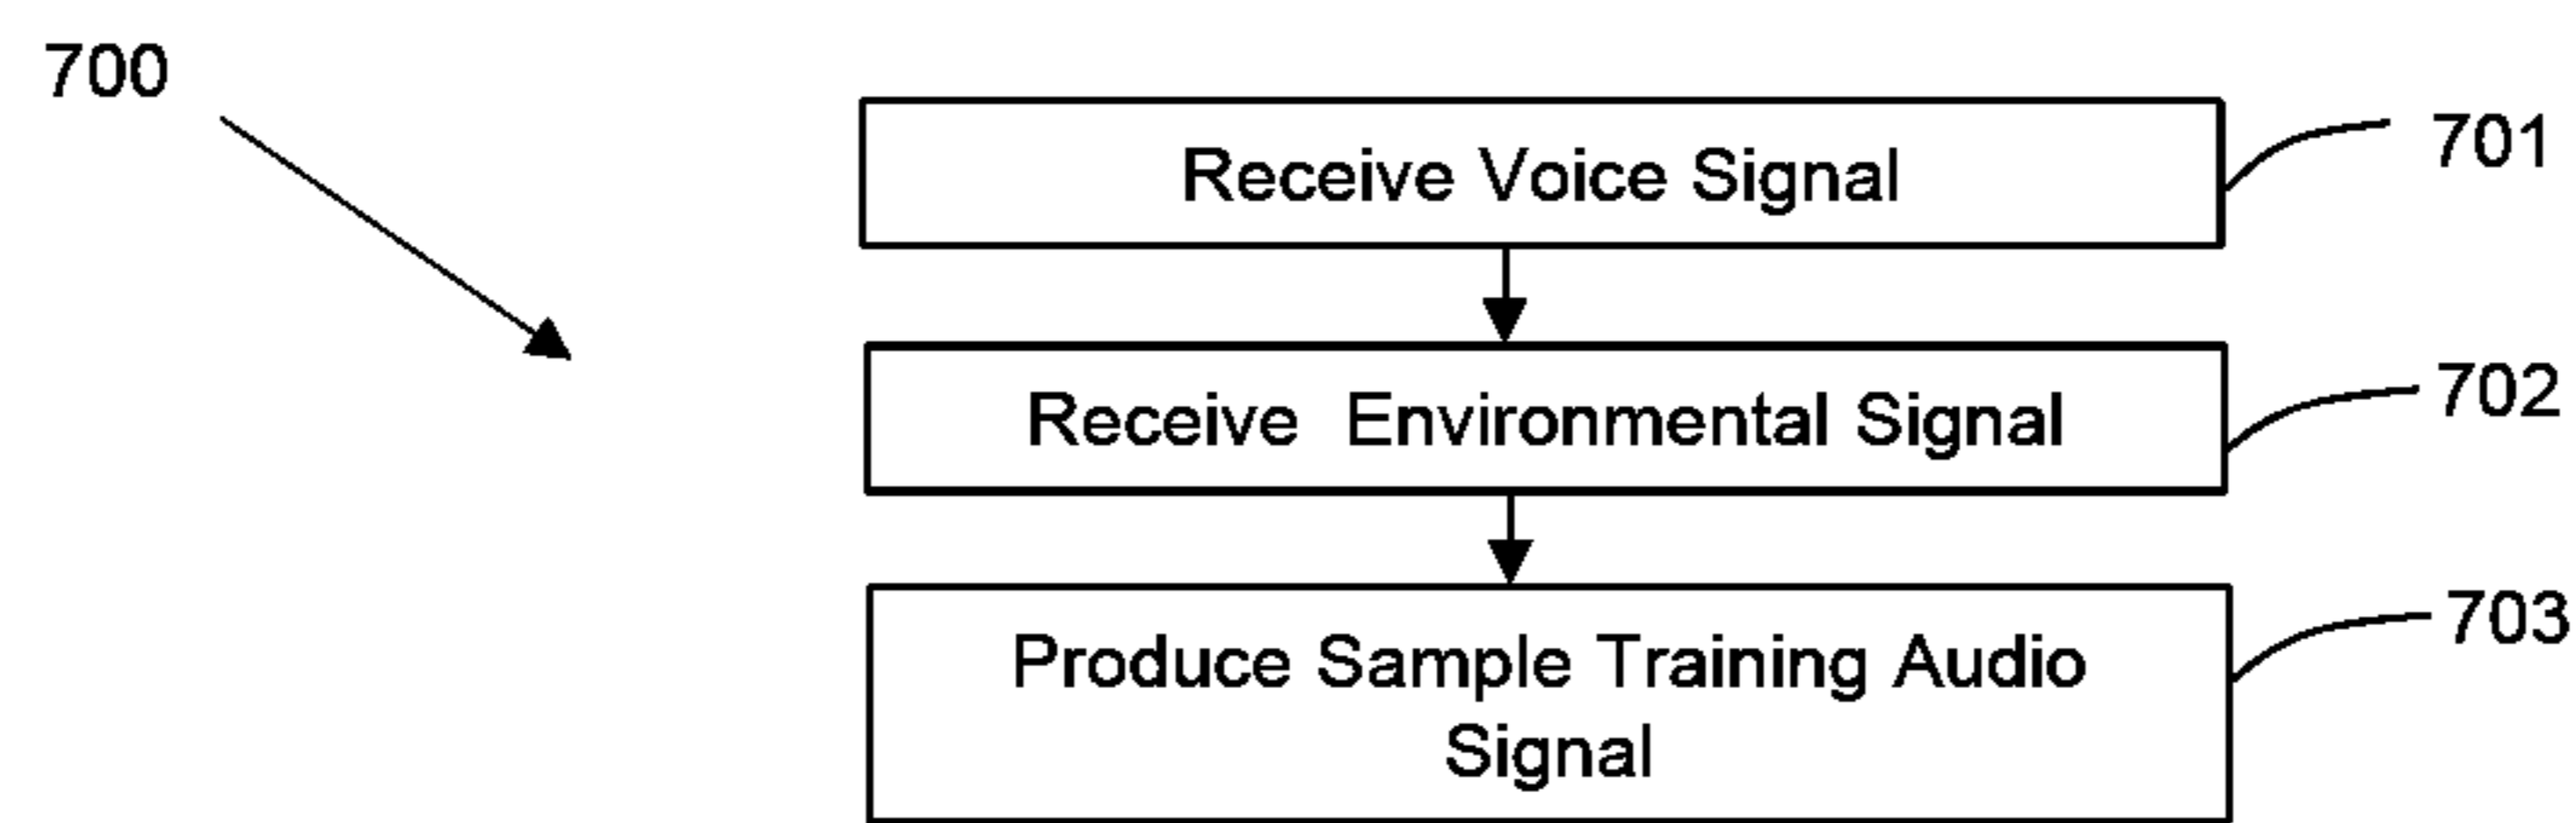 700
Receive Voice Signal
701
Receive Environmental Signal
702
Produce Sample Training Audio
Signal
703